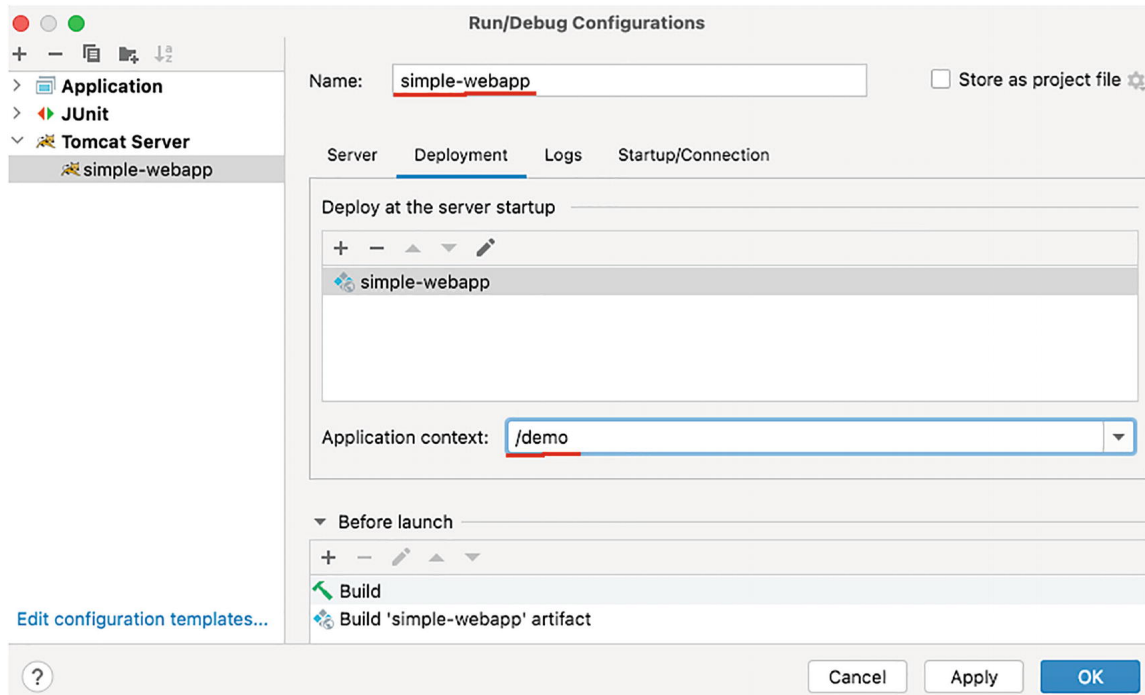 Run/Debug Configurations
Application
JUnit
Tomcat Server
simple-webapp
Edit configuration templates...
Name: simple-webapp Store as project file
Server Deployment Logs Startup/Connection
Deploy at the server startup
simple-webapp
Application context: /demo
Before launch
Build
Build 'simple-webapp' artifact
? Cancel Apply OK